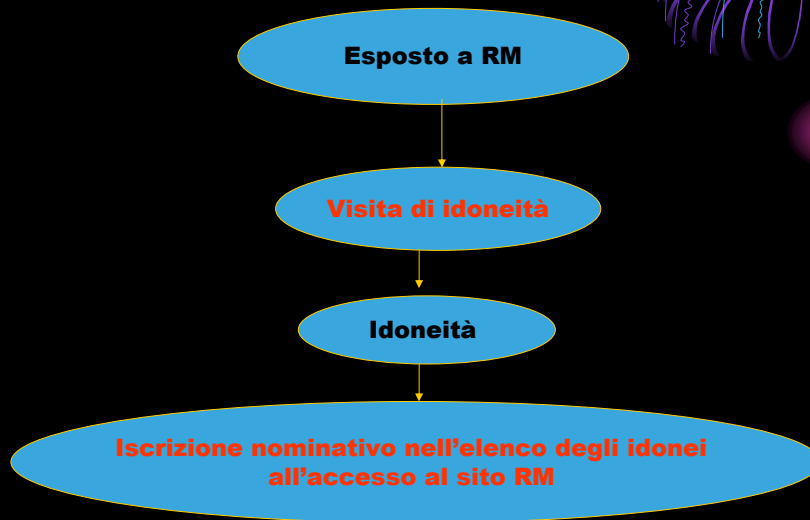 Esposto a RM
Visita di idoneità
Idoneità
Iscrizione nominativo nell'elenco degli idonei
all'accesso al sito RM